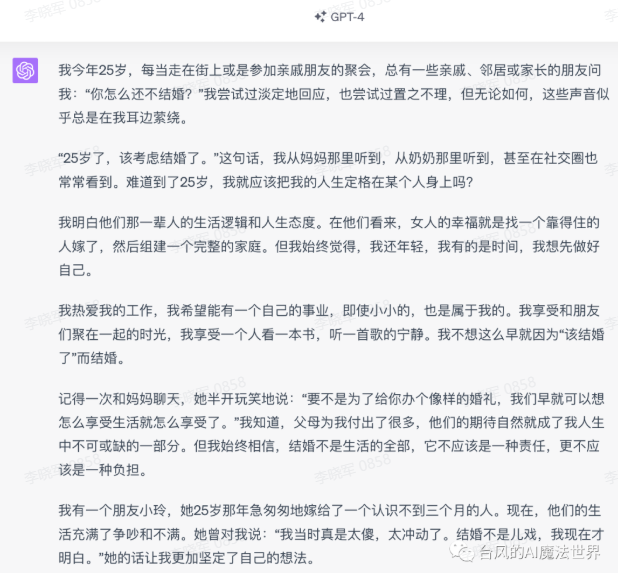 GPT-4
我今年25岁，每当走在街上或是参加亲戚朋友的聚会，总有一些亲戚、邻居或家长的朋友问
我：“你怎么还不结婚？”我尝试过淡定地回应，也尝试过置之不理，但无论如何，这些声音似
乎总是在我耳边萦绕。
“25岁了，该考虑结婚了。”这句话，我从妈妈那里听到，从奶奶那里听到，甚至在社交圈也
常常看到。难道到了25岁，我就应该把我的人生定格在某个人身上吗？
我明白他们那一辈人的生活逻辑和人生态度。在他们看来，女人的幸福就是找一个靠得住的
人嫁了，然后组建一个完整的家庭。但我始终觉得，我还年轻，我有的是时间，我想先做好
自己。
我热爱我的工作，我希望能有一个自己的事业，即使小小的，也是属于我的。我享受和朋友
们聚在一起的时光，我享受一个人看一本书，听一首歌的宁静。我不想这么早就因为“该结婚
了”而结婚。
记得一次和妈妈聊天，她半开玩笑地说：“要不是为了给你办个像样的婚礼，我们早就可以想
怎么享受生活就怎么享受了。”我知道，父母为我付出了很多，他们的期待自然就成了我人生
中不可或缺的一部分。但我始终相信，结婚不是生活的全部，它不应该是一种责任，更不应
该是一种负担。
我有一个朋友小玲，她25岁那年急匆匆地嫁给了一个认识不到三个月的人。现在，他们的生
活充满了争吵和不满。她曾对我说：“我当时真是太傻，太冲动了。结婚不是儿戏，我现在才
明白。”她的话让我更加坚定了自己的想法。
台风的AI魔法世界
李晓军 0858